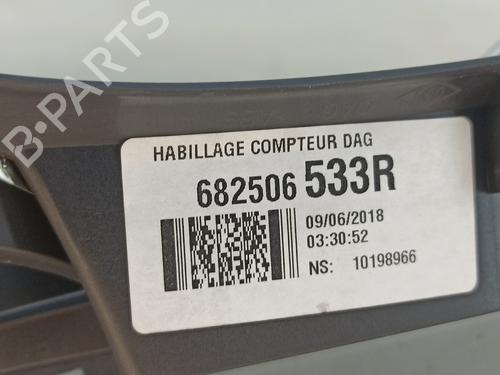 HABILLAGE COMPTEUR DAG
682506 533R
09/06/2018
03:30:52
NS: 10198966
B-PARTS